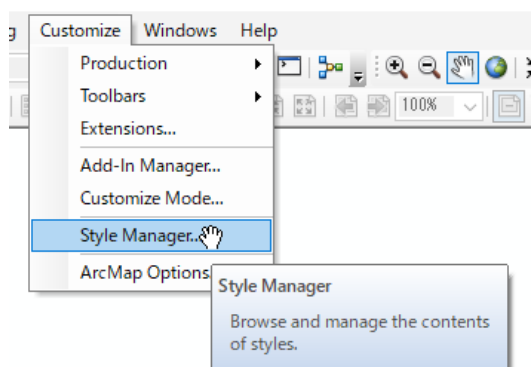 Customize Windows Help
Production
Toolbars
100%
Extensions...
Add-In Manager...
Customize Mode...
Style Manager...
ArcMap Options
Style Manager
Browse and manage the contents
of styles.